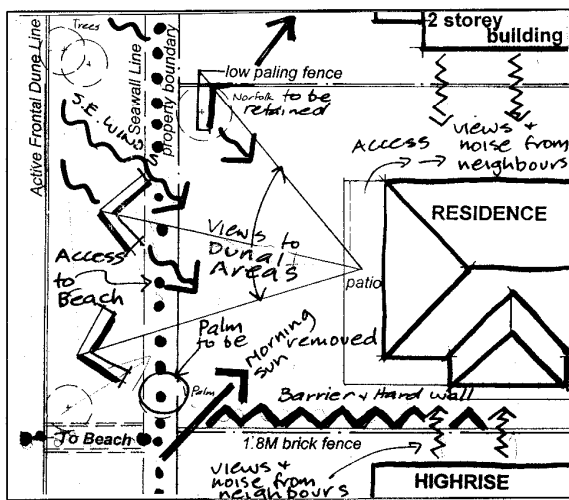 Trees
2 storey
building
low paling fence
Norfolk to be
retained
Active Frontal Dune Line
Seawall Line
property boundary
S.E. WINDS
Access
views &
noise from
neighbours
RESIDENCE
Views to
Dunal
Areas
patio
Access
to
Beach
Palm
to be removed
Palm
Morning
sun
Barrier & Hard wall
To Beach
1.8M brick fence
views &
noise from
neighbours
HIGHRISE